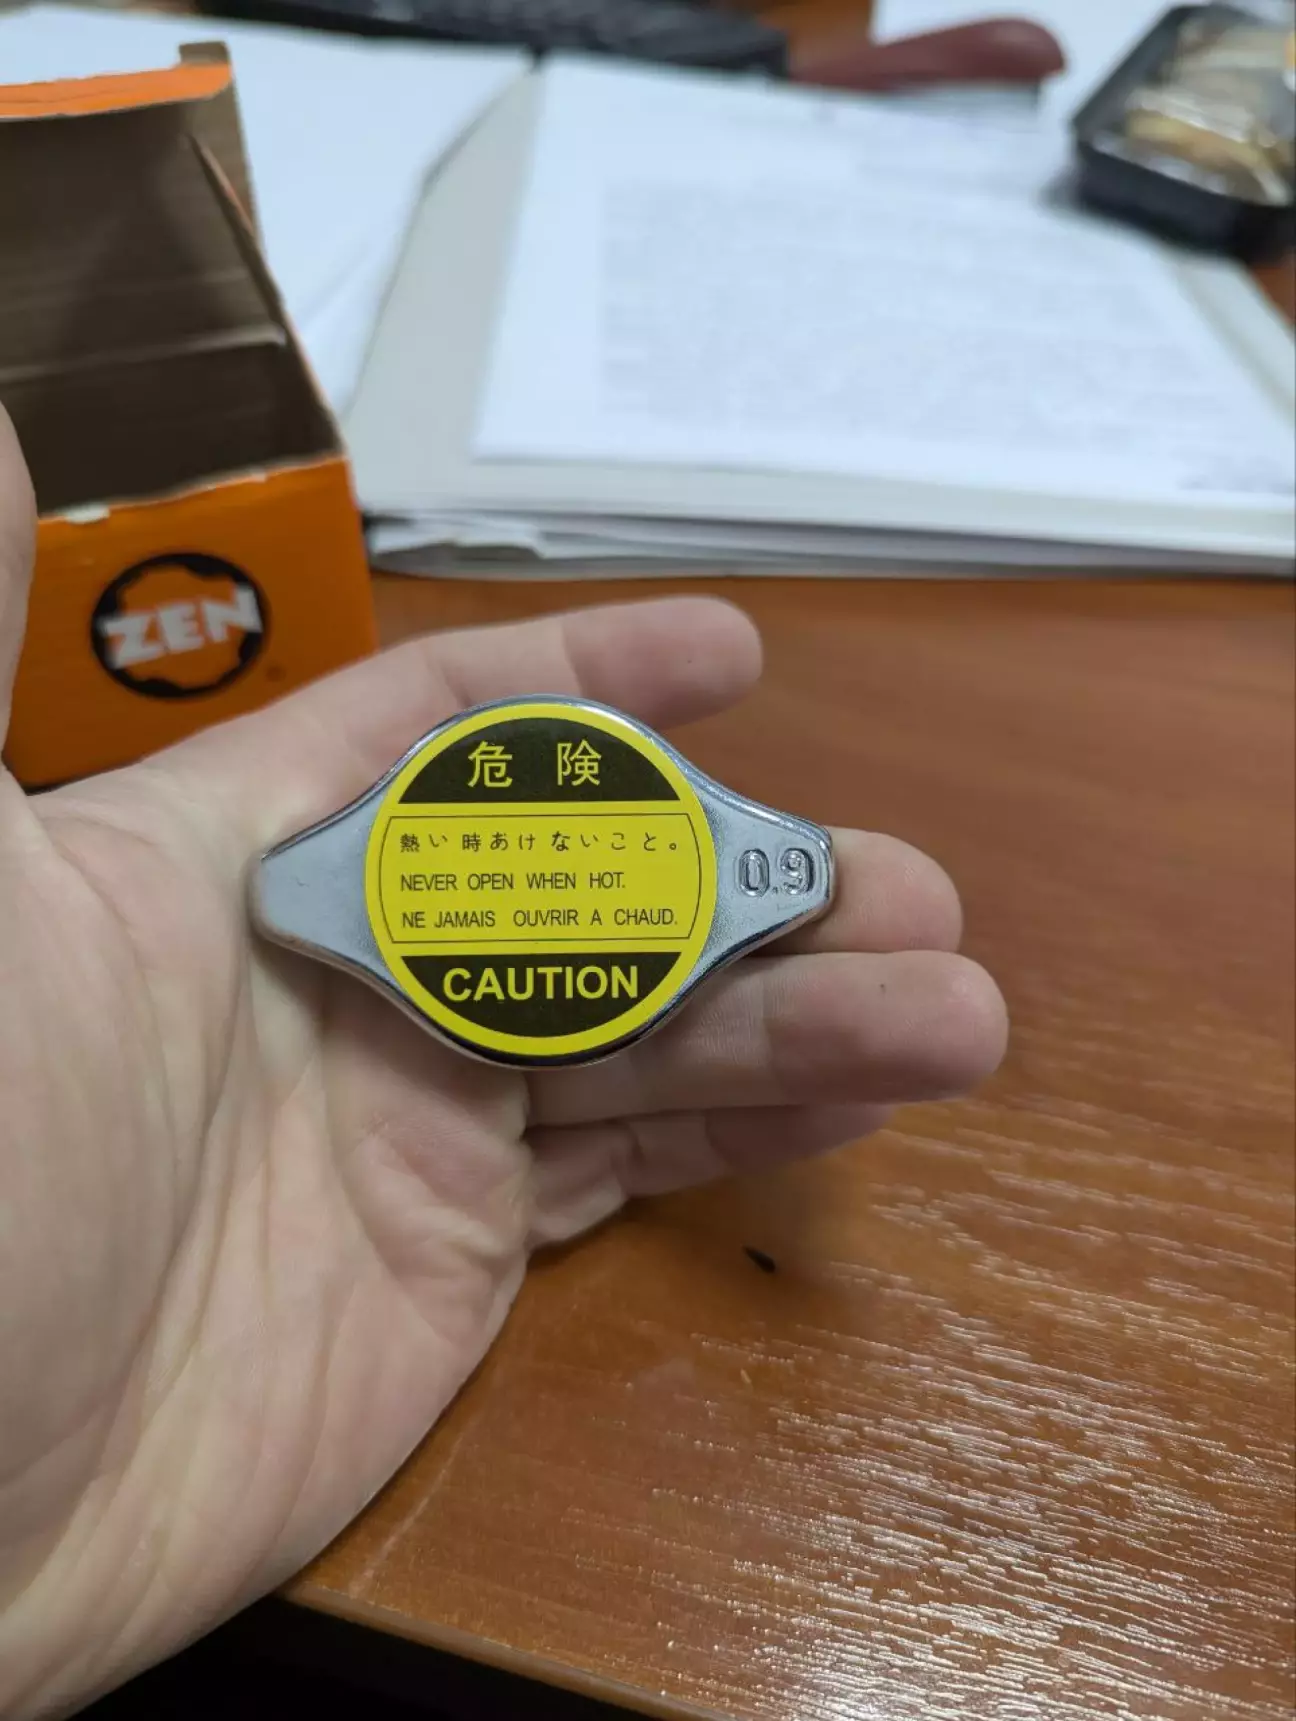 ZEN
危 険
熱い時あけないこと。
NEVER OPEN WHEN HOT.
NE JAMAIS OUVRIR A CHAUD.
CAUTION
0.9